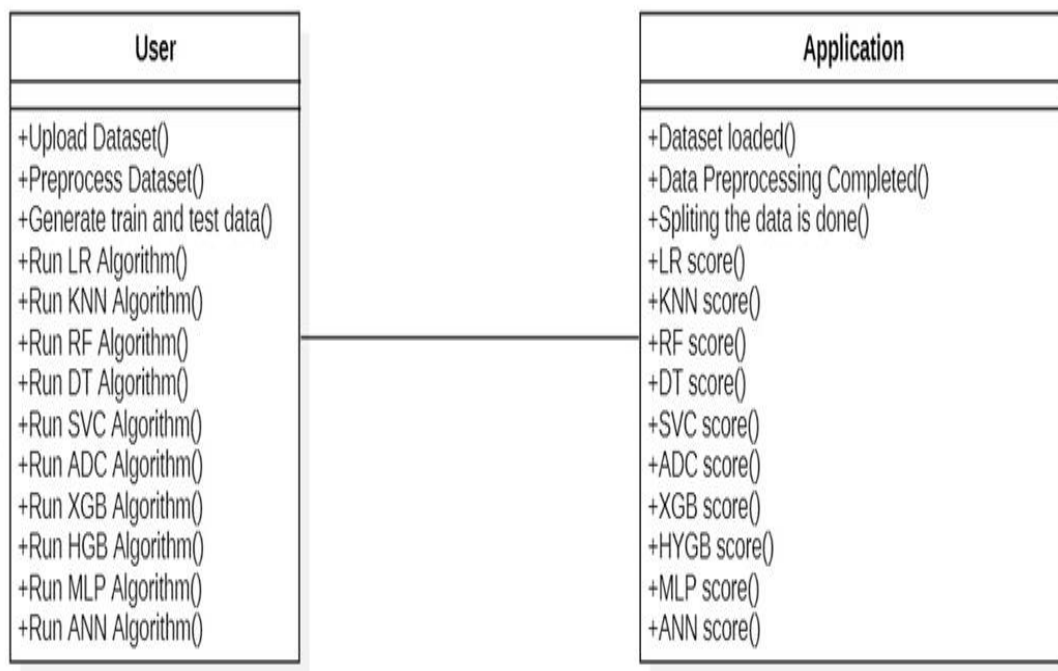 User
+Upload Dataset()
+Preprocess Dataset()
+Generate train and test data()
+Run LR Algorithm()
+Run KNN Algorithm()
+Run RF Algorithm()
+Run DT Algorithm()
+Run SVC Algorithm()
+Run ADC Algorithm()
+Run XGB Algorithm()
+Run HGB Algorithm()
+Run MLP Algorithm()
+Run ANN Algorithm()
Application
+Dataset loaded()
+Data Preprocessing Completed()
+Spliting the data is done()
+LR score()
+KNN score()
+RF score()
+DT score()
+SVC score()
+ADC score()
+XGB score()
+HYGB score()
+MLP score()
+ANN score()